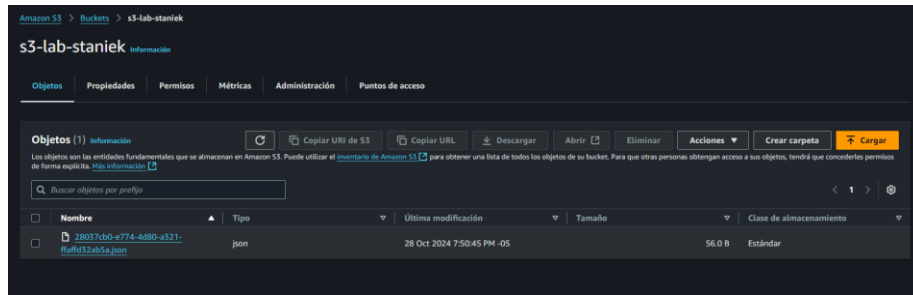 Amazon S3 > Buckets > s3-lab-staniek
s3-lab-staniek Información
Objetos Propiedades Permisos Métricas Administración Puntos de acceso
Objetos (1) Información Copiar URI de S3 Copiar URL Descargar Abrir Eliminar Acciones Crear carpeta Cargar
Los objetos son las entidades fundamentales que se almacenan en Amazon S3. Puede utilizar el inventario de Amazon S3 para obtener una lista de todos los objetos de su bucket. Para que otras personas obtengan acceso a sus objetos, tendrá que concederles permisos
de forma explícita. Más información
Buscar objetos por prefijo < 1 >
Nombre Tipo Última modificación Tamaño Clase de almacenamiento
28037cb0-e774-4d80-a321-
ffaffd32ab5a.json json 28 Oct 2024 7:50:45 PM -05 56.0 B Estándar